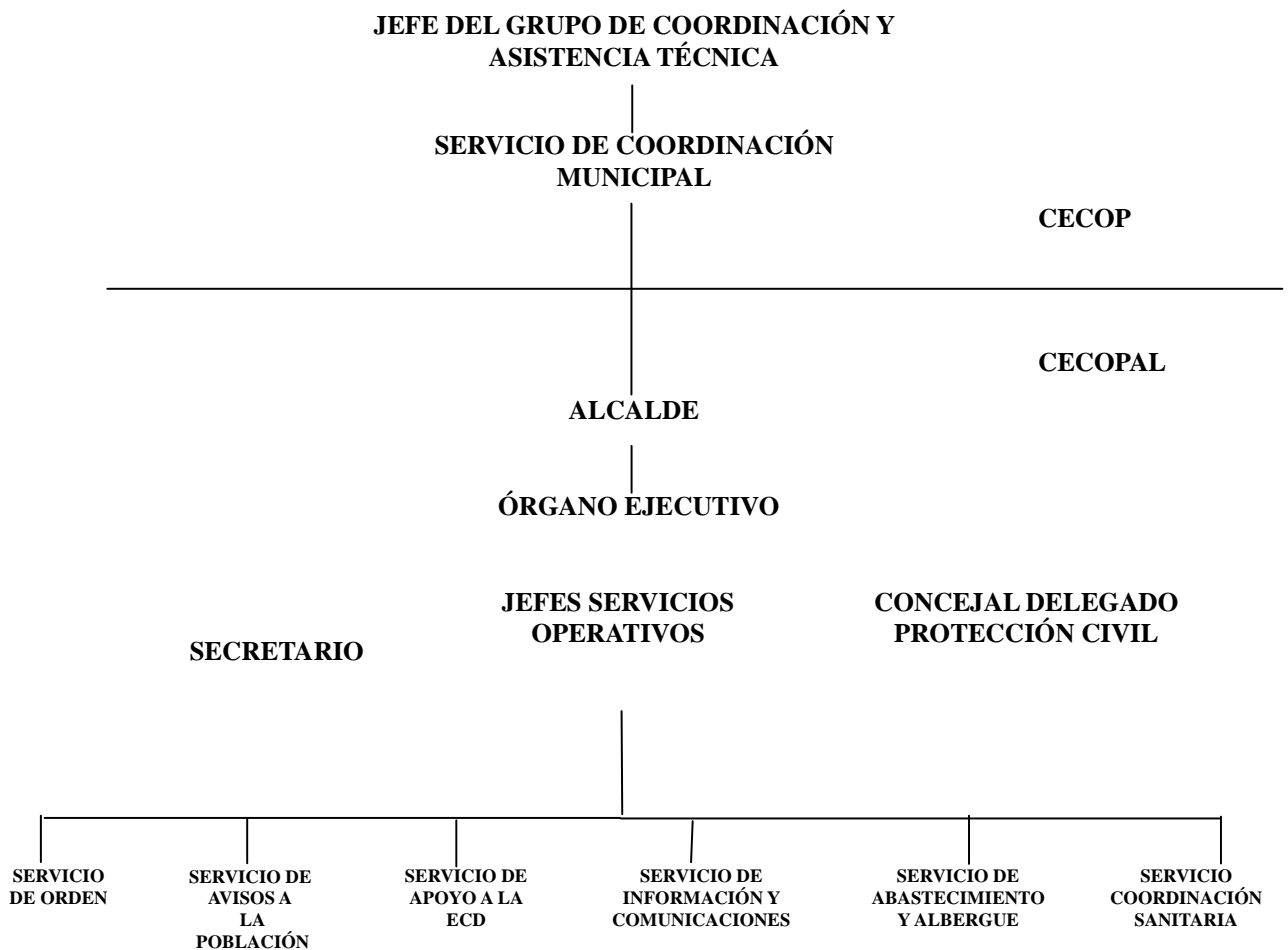 JEFE DEL GRUPO DE COORDINACIÓN Y
ASISTENCIA TÉCNICA
SERVICIO DE COORDINACIÓN
MUNICIPAL
CECOP
CECOPAL
ALCALDE
ÓRGANO EJECUTIVO
SECRETARIO
JEFES SERVICIOS
OPERATIVOS
CONCEJAL DELEGADO
PROTECCIÓN CIVIL
SERVICIO
DE ORDEN
SERVICIO DE
AVISOS A
LA
POBLACIÓN
SERVICIO DE
APOYO A LA
ECD
SERVICIO DE
INFORMACIÓN Y
COMUNICACIONES
SERVICIO DE
ABASTECIMIENTO
Y ALBERGUE
SERVICIO
COORDINACIÓN
SANITARIA